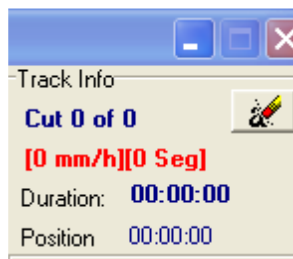 Track Info
Cut 0 of 0
[0 mm/h][0 Seg]
Duration: 00:00:00
Position 00:00:00